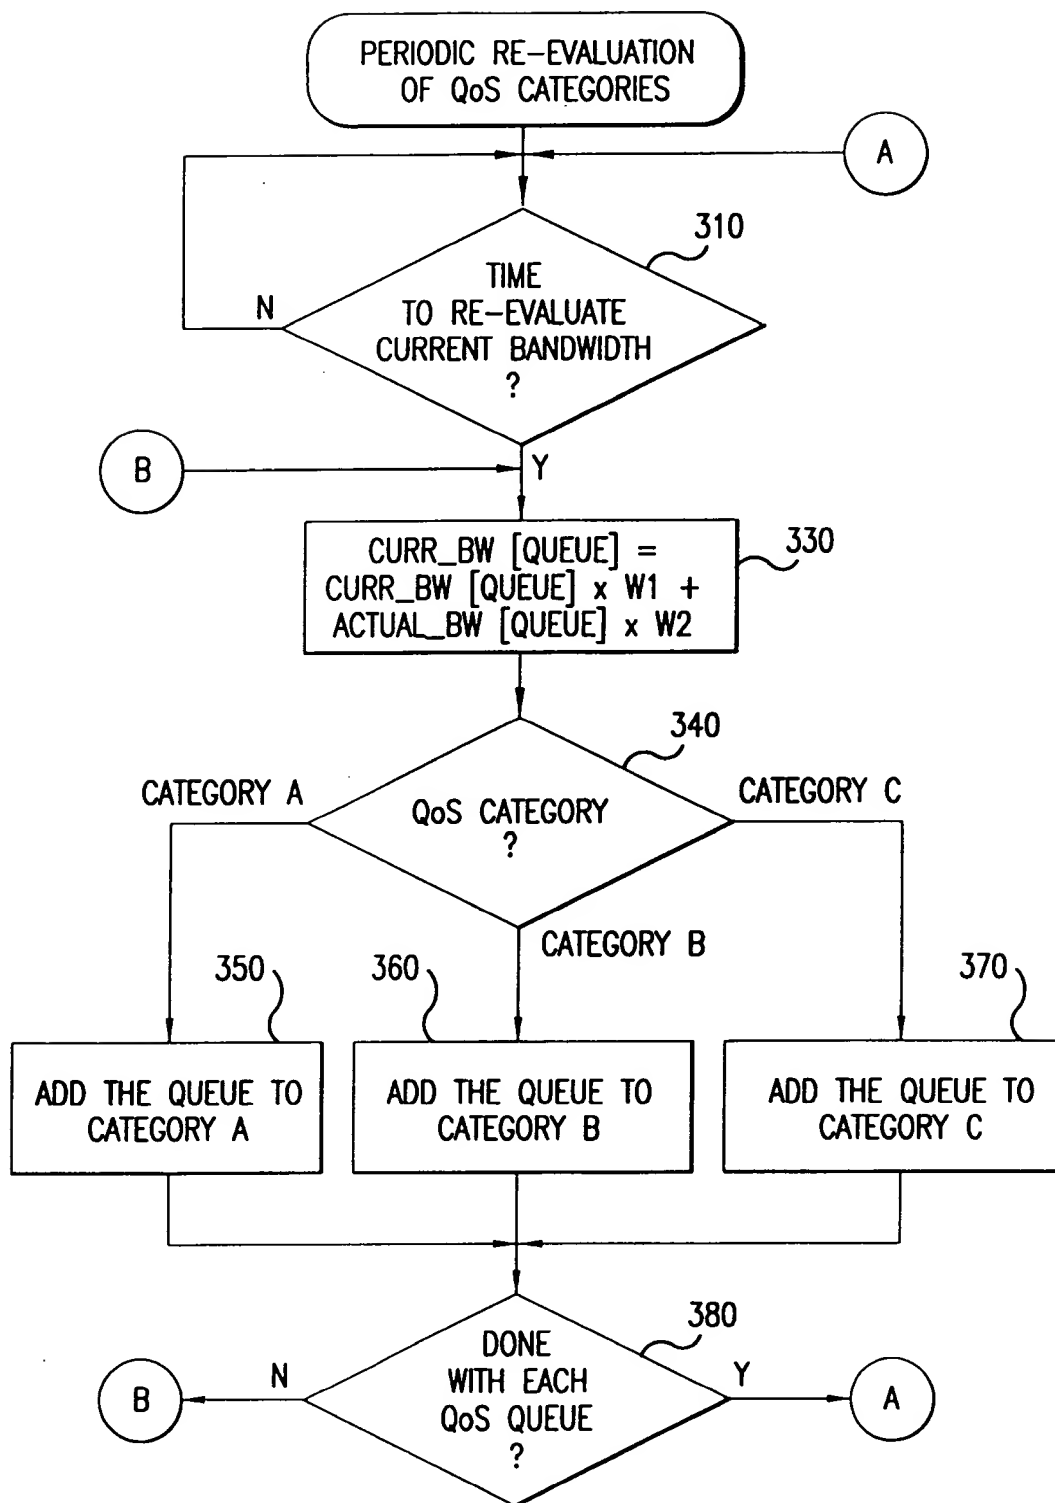 PERIODIC RE-EVALUATION
OF QoS CATEGORIES
A
310
TIME
TO RE-EVALUATE
CURRENT BANDWIDTH
?
N
B
Y
330
CURR_BW [QUEUE] =
CURR_BW [QUEUE] x W1 +
ACTUAL_BW [QUEUE] x W2
340
CATEGORY A
QoS CATEGORY
?
CATEGORY C
CATEGORY B
350
360
370
ADD THE QUEUE TO
CATEGORY A
ADD THE QUEUE TO
CATEGORY B
ADD THE QUEUE TO
CATEGORY C
380
DONE
WITH EACH
QoS QUEUE
?
N
Y
B
A